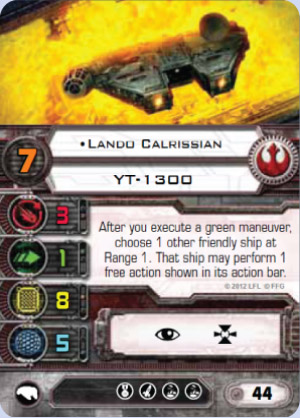 •Lando Calrissian
7
YT-1300
3
After you execute a green maneuver,
choose 1 other friendly ship at
Range 1. That ship may perform 1
free action shown in its action bar.
1
© 2012 LFL © FFG
8
5
44